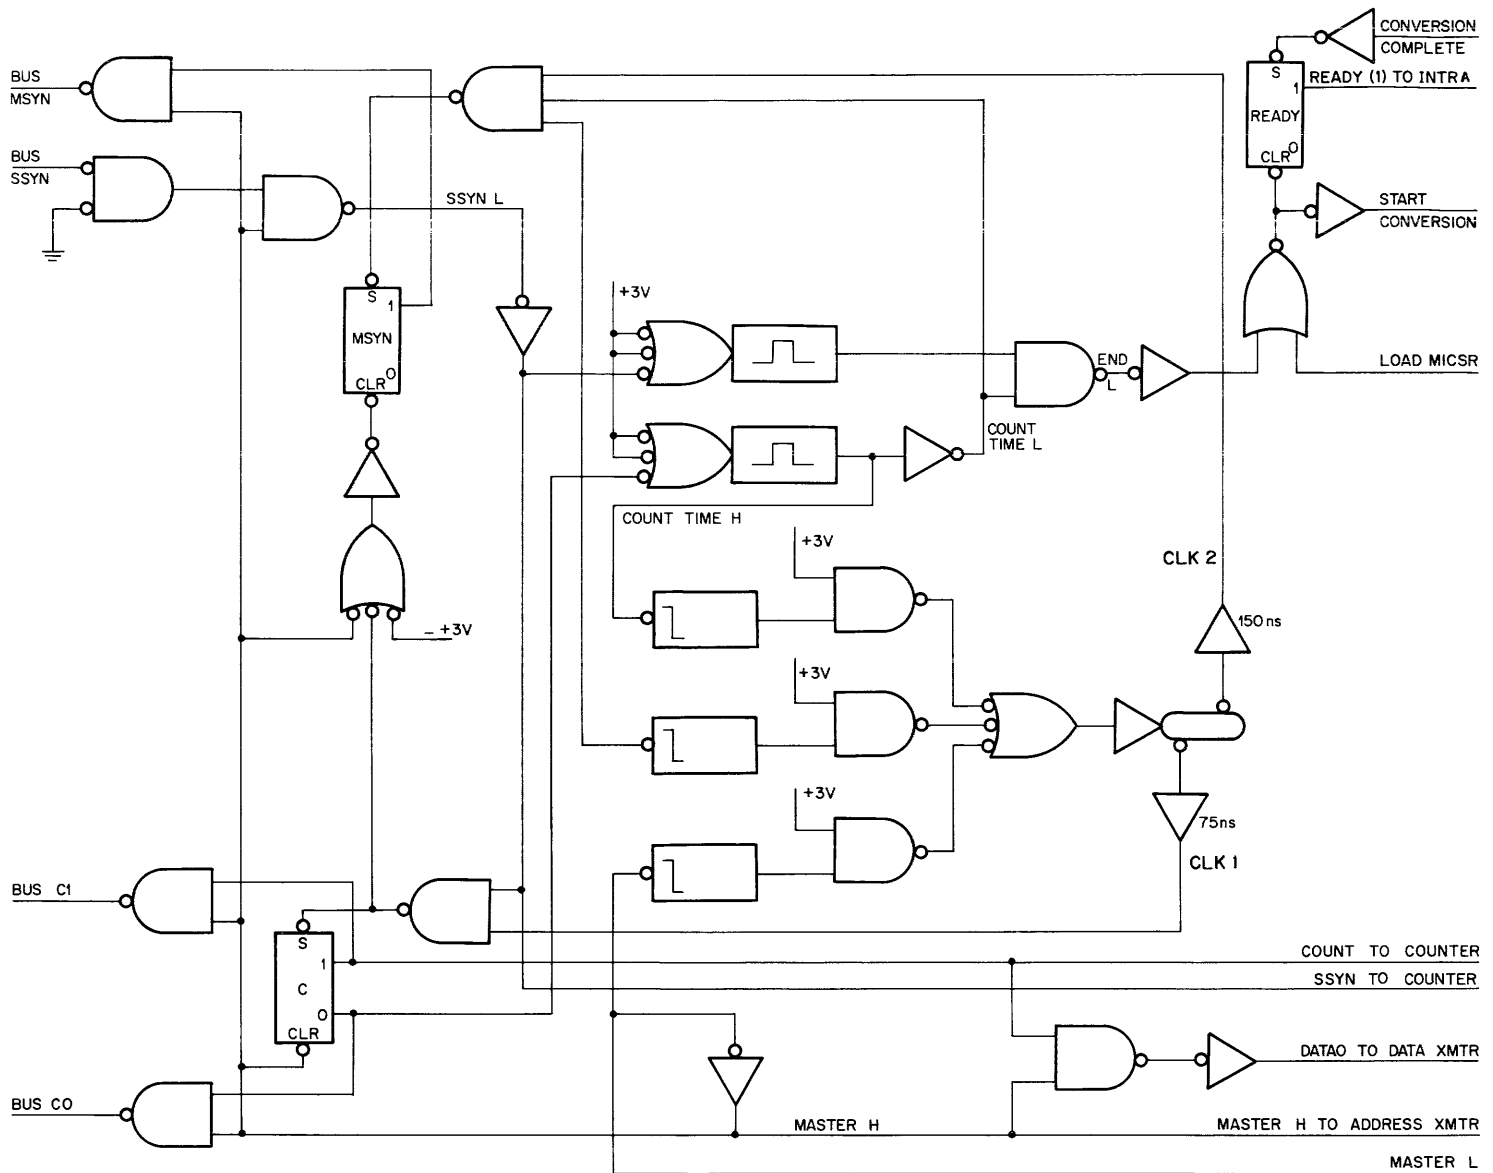 CONVERSION
COMPLETE
BUS
MSYN
S
1
READY (1) TO INTRA
READY
0
CLR
BUS
SSYN
SSYN L
START
CONVERSION
+3V
S
1
MSYN
0
CLR
END
L
LOAD MICSR
COUNT
TIME L
COUNT TIME H
+3V
CLK 2
150 ns
+3V
+3V
+3V
75ns
CLK 1
BUS C1
S
1
C
0
CLR
COUNT TO COUNTER
SSYN TO COUNTER
DATAO TO DATA XMTR
BUS C0
MASTER H
MASTER H TO ADDRESS XMTR
MASTER L